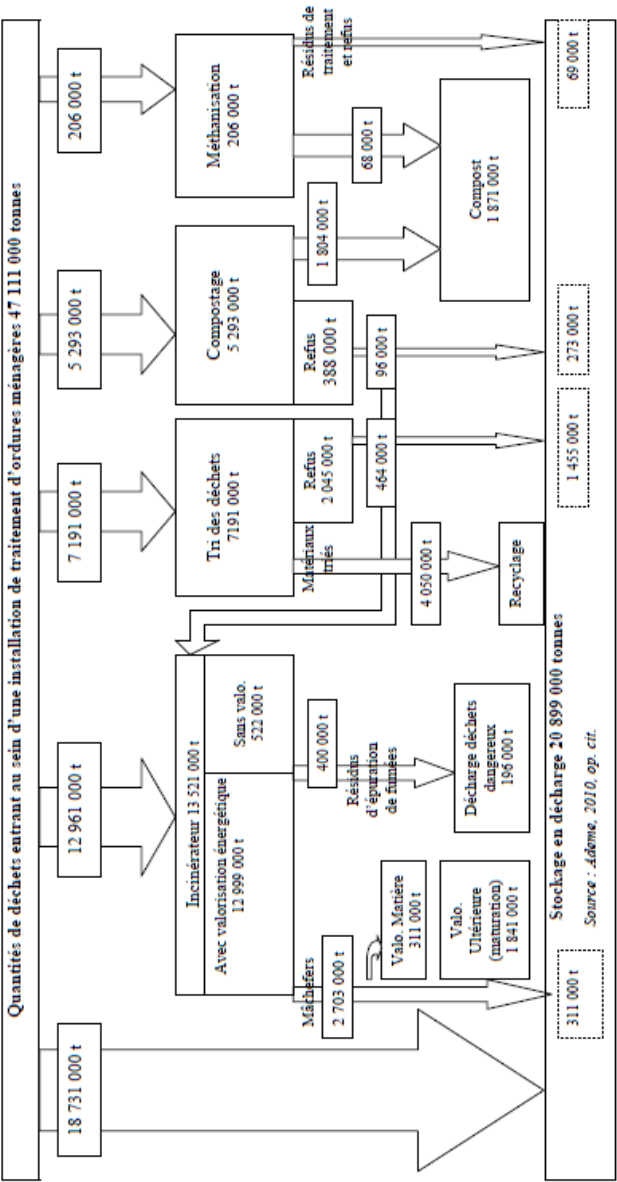 Quantités de déchets entrant au sein d'une installation de traitement d'ordures ménagères 47 111 000 tonnes
18 731 000 t
12 961 000 t
7 191 000 t
5 293 000 t
206 000 t
Incinérateur 13 521 000 t
Avec valorisation énergétique
12 999 000 t
Sans valo.
522 000 t
Tri des déchets
7191 000 t
Compostage
5 293 000 t
Méthanisation
206 000 t
Refus
2 045 000 t
Refus
388 000 t
Mâchefers
2 703 000 t
400 000 t
Résidus
d'épuration
de fumées
Matériaux
triés
4 050 000 t
464 000 t
96 000 t
1 804 000 t
68 000 t
Résidus de
traitement
et refus
Valo. Matière
311 000 t
Valo.
Ultérieure
(maturation)
1 841 000 t
Décharge déchets
dangereux
196 000 t
Recyclage
Compost
1 871 000 t
Stockage en décharge 20 899 000 tonnes
311 000 t
1 455 000 t
273 000 t
69 000 t
Source : Ademe, 2010, op. cit.